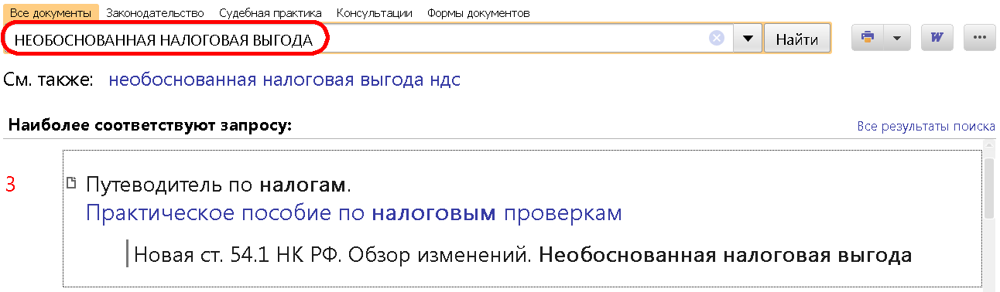 Все документы Законодательство Судебная практика Консультации Формы документов
НЕОБОСНОВАННАЯ НАЛОГОВАЯ ВЫГОДА Найти W
См. также: необоснованная налоговая выгода ндс
Наиболее соответствуют запросу: Все результаты поиска
3 Путеводитель по налогам.
Практическое пособие по налоговым проверкам
Новая ст. 54.1 НК РФ. Обзор изменений. Необоснованная налоговая выгода